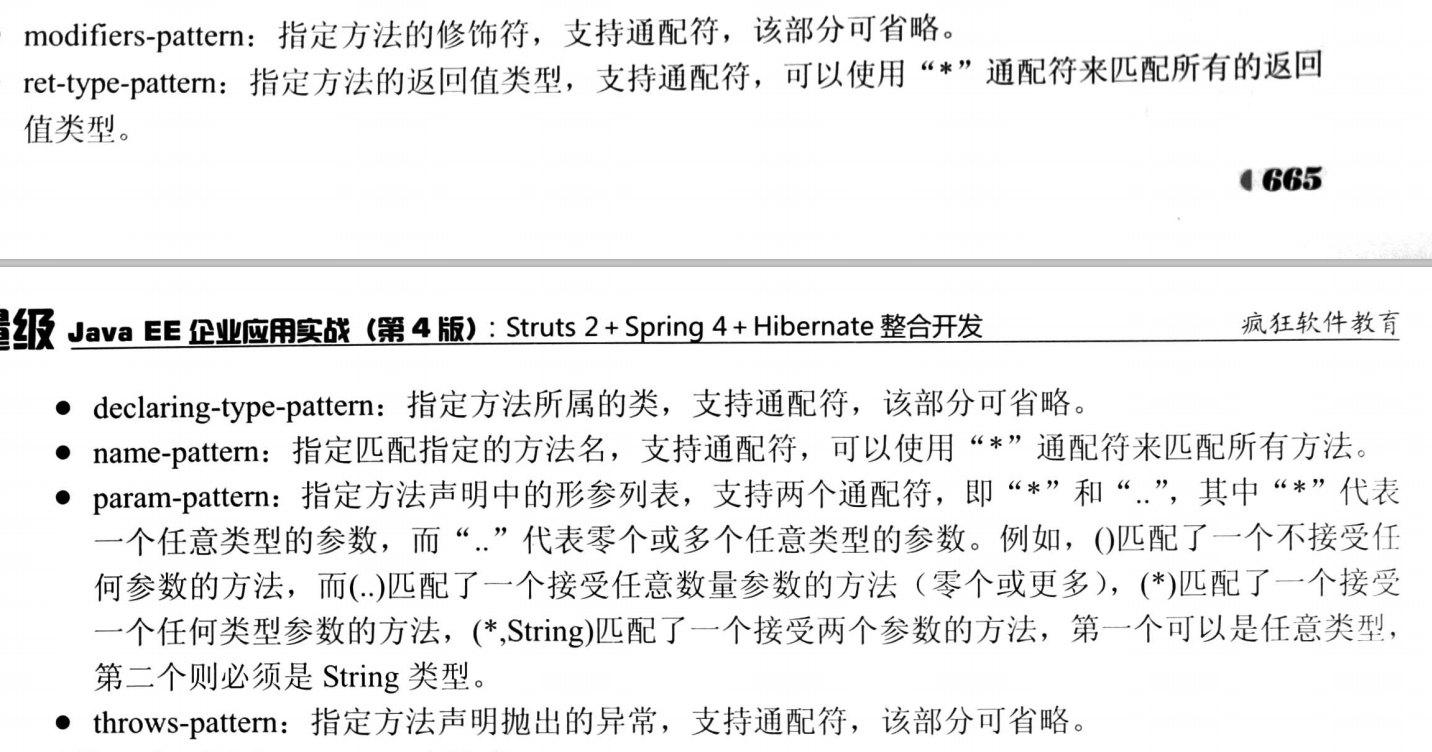 modifiers-pattern：指定方法的修饰符，支持通配符，该部分可省略。
ret-type-pattern：指定方法的返回值类型，支持通配符，可以使用“*”通配符来匹配所有的返回
值类型。
665
级 Java EE 企业应用实战（第 4 版）：Struts 2+Spring 4+Hibernate 整合开发 疯狂软件教育
● declaring-type-pattern：指定方法所属的类，支持通配符，该部分可省略。
● name-pattern：指定匹配指定的方法名，支持通配符，可以使用“*”通配符来匹配所有方法。
● param-pattern：指定方法声明中的形参列表，支持两个通配符，即“*”和“..”，其中“*”代表
一个任意类型的参数，而“..”代表零个或多个任意类型的参数。例如，()匹配了一个不接受任
何参数的方法，而(..)匹配了一个接受任意数量参数的方法（零个或更多），(*)匹配了一个接受
一个任何类型参数的方法，(*,String)匹配了一个接受两个参数的方法，第一个可以是任意类型，
第二个则必须是 String 类型。
● throws-pattern：指定方法声明抛出的异常，支持通配符，该部分可省略。